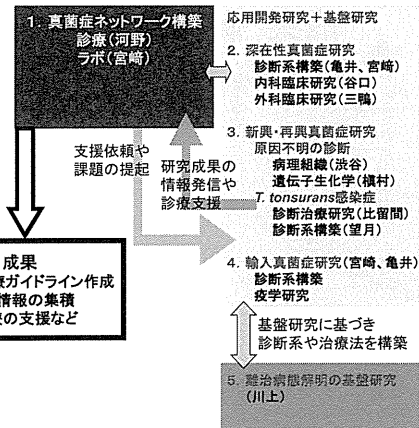 1. 真菌症ネットワーク構築
診療(河野)
ラボ(宮﨑)
支援依頼や
課題の提起
研究成果の
情報発信や
診療支援
成果
療ガイドライン作成
情報の集積
の支援など
応用開発研究＋基盤研究
2. 深在性真菌症研究
診断系構築(亀井、宮﨑)
内科臨床研究(谷口)
外科臨床研究(三鴨)
3. 新興・再興真菌症研究
原因不明の診断
病理組織(渋谷)
遺伝子生化学(槇村)
T. tonsurans感染症
診断治療研究(比留間)
診断系構築(望月)
4. 輸入真菌症研究(宮﨑、亀井)
診断系構築
疫学研究
基盤研究に基づき
診断系や治療法を構築
5. 難治病態解明の基盤研究
(川上)